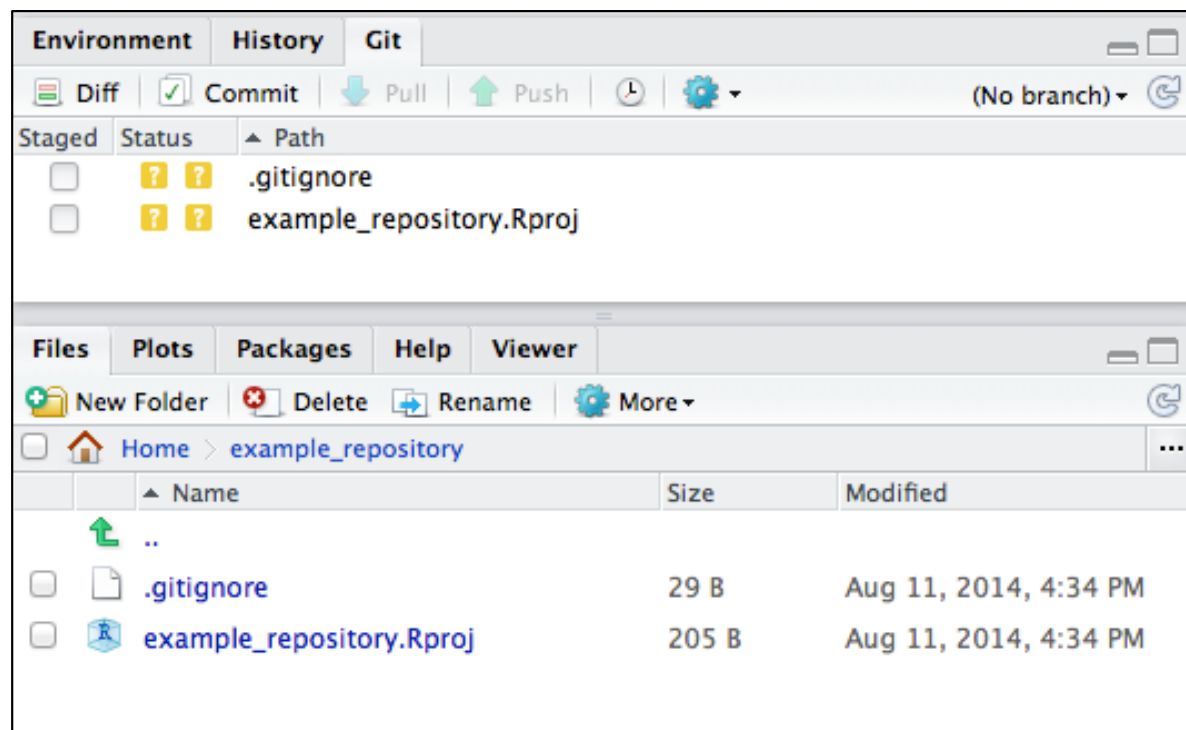 Environment History Git
Diff Commit Pull Push (No branch)
Staged Status Path
? ? .gitignore
? ? example_repository.Rproj
Files Plots Packages Help Viewer
New Folder Delete Rename More
Home example_repository ...
Name Size Modified
..
.gitignore 29 B Aug 11, 2014, 4:34 PM
R example_repository.Rproj 205 B Aug 11, 2014, 4:34 PM